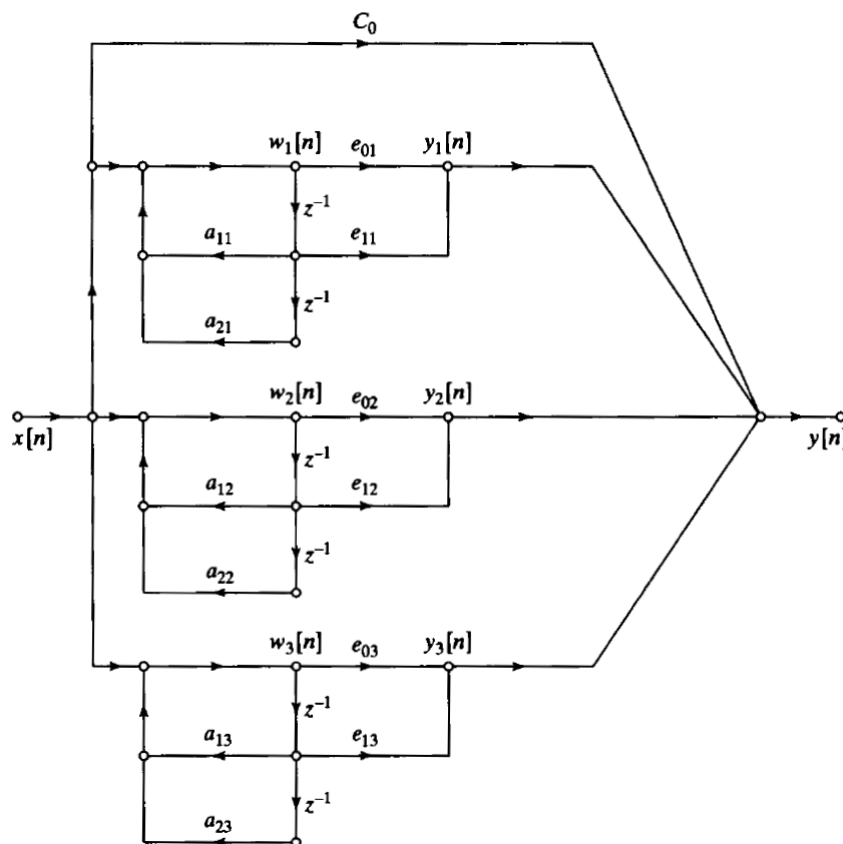 C₀
w₁[n] e₀₁ y₁[n]
z⁻¹
a₁₁ e₁₁
z⁻¹
a₂₁
w₂[n] e₀₂ y₂[n]
x[n] y[n]
z⁻¹
a₁₂ e₁₂
z⁻¹
a₂₂
w₃[n] e₀₃ y₃[n]
z⁻¹
a₁₃ e₁₃
z⁻¹
a₂₃